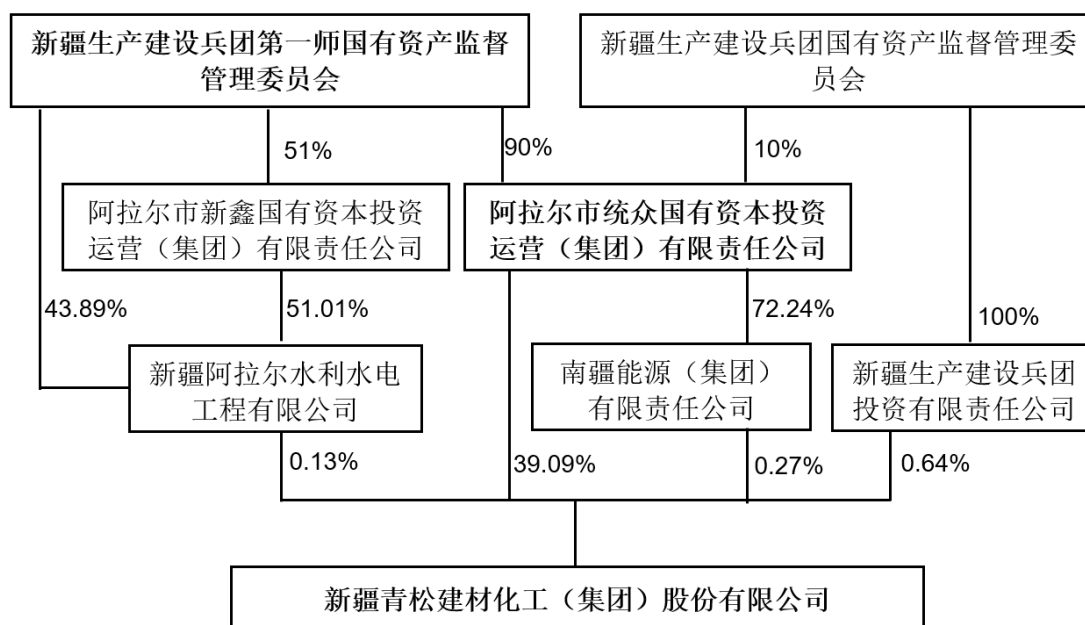 新疆生产建设兵团第一师国有资产监督
管理委员会
新疆生产建设兵团国有资产监督管理委
员会
51%
90%
10%
阿拉尔市新鑫国有资本投资
运营（集团）有限责任公司
阿拉尔市统众国有资本投资
运营（集团）有限责任公司
43.89%
51.01%
72.24%
100%
新疆阿拉尔水利水电
工程有限公司
南疆能源（集团）
有限责任公司
新疆生产建设兵团
投资有限责任公司
0.13%
39.09%
0.27%
0.64%
新疆青松建材化工（集团）股份有限公司